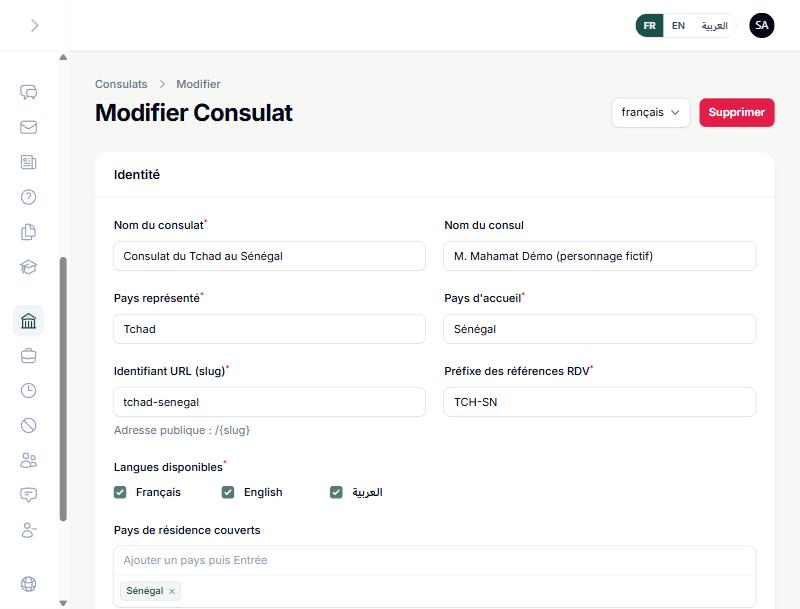 FR EN العربية SA
Consulats > Modifier
Modifier Consulat
français
Supprimer
Identité
Nom du consulat*
Nom du consul
Consulat du Tchad au Sénégal
M. Mahamat Démo (personnage fictif)
Pays représenté*
Pays d'accueil*
Tchad
Sénégal
Identifiant URL (slug)*
Préfixe des références RDV*
tchad-senegal
TCH-SN
Adresse publique : /{slug}
Langues disponibles*
Français English العربية
Pays de résidence couverts
Ajouter un pays puis Entrée
Sénégal ×